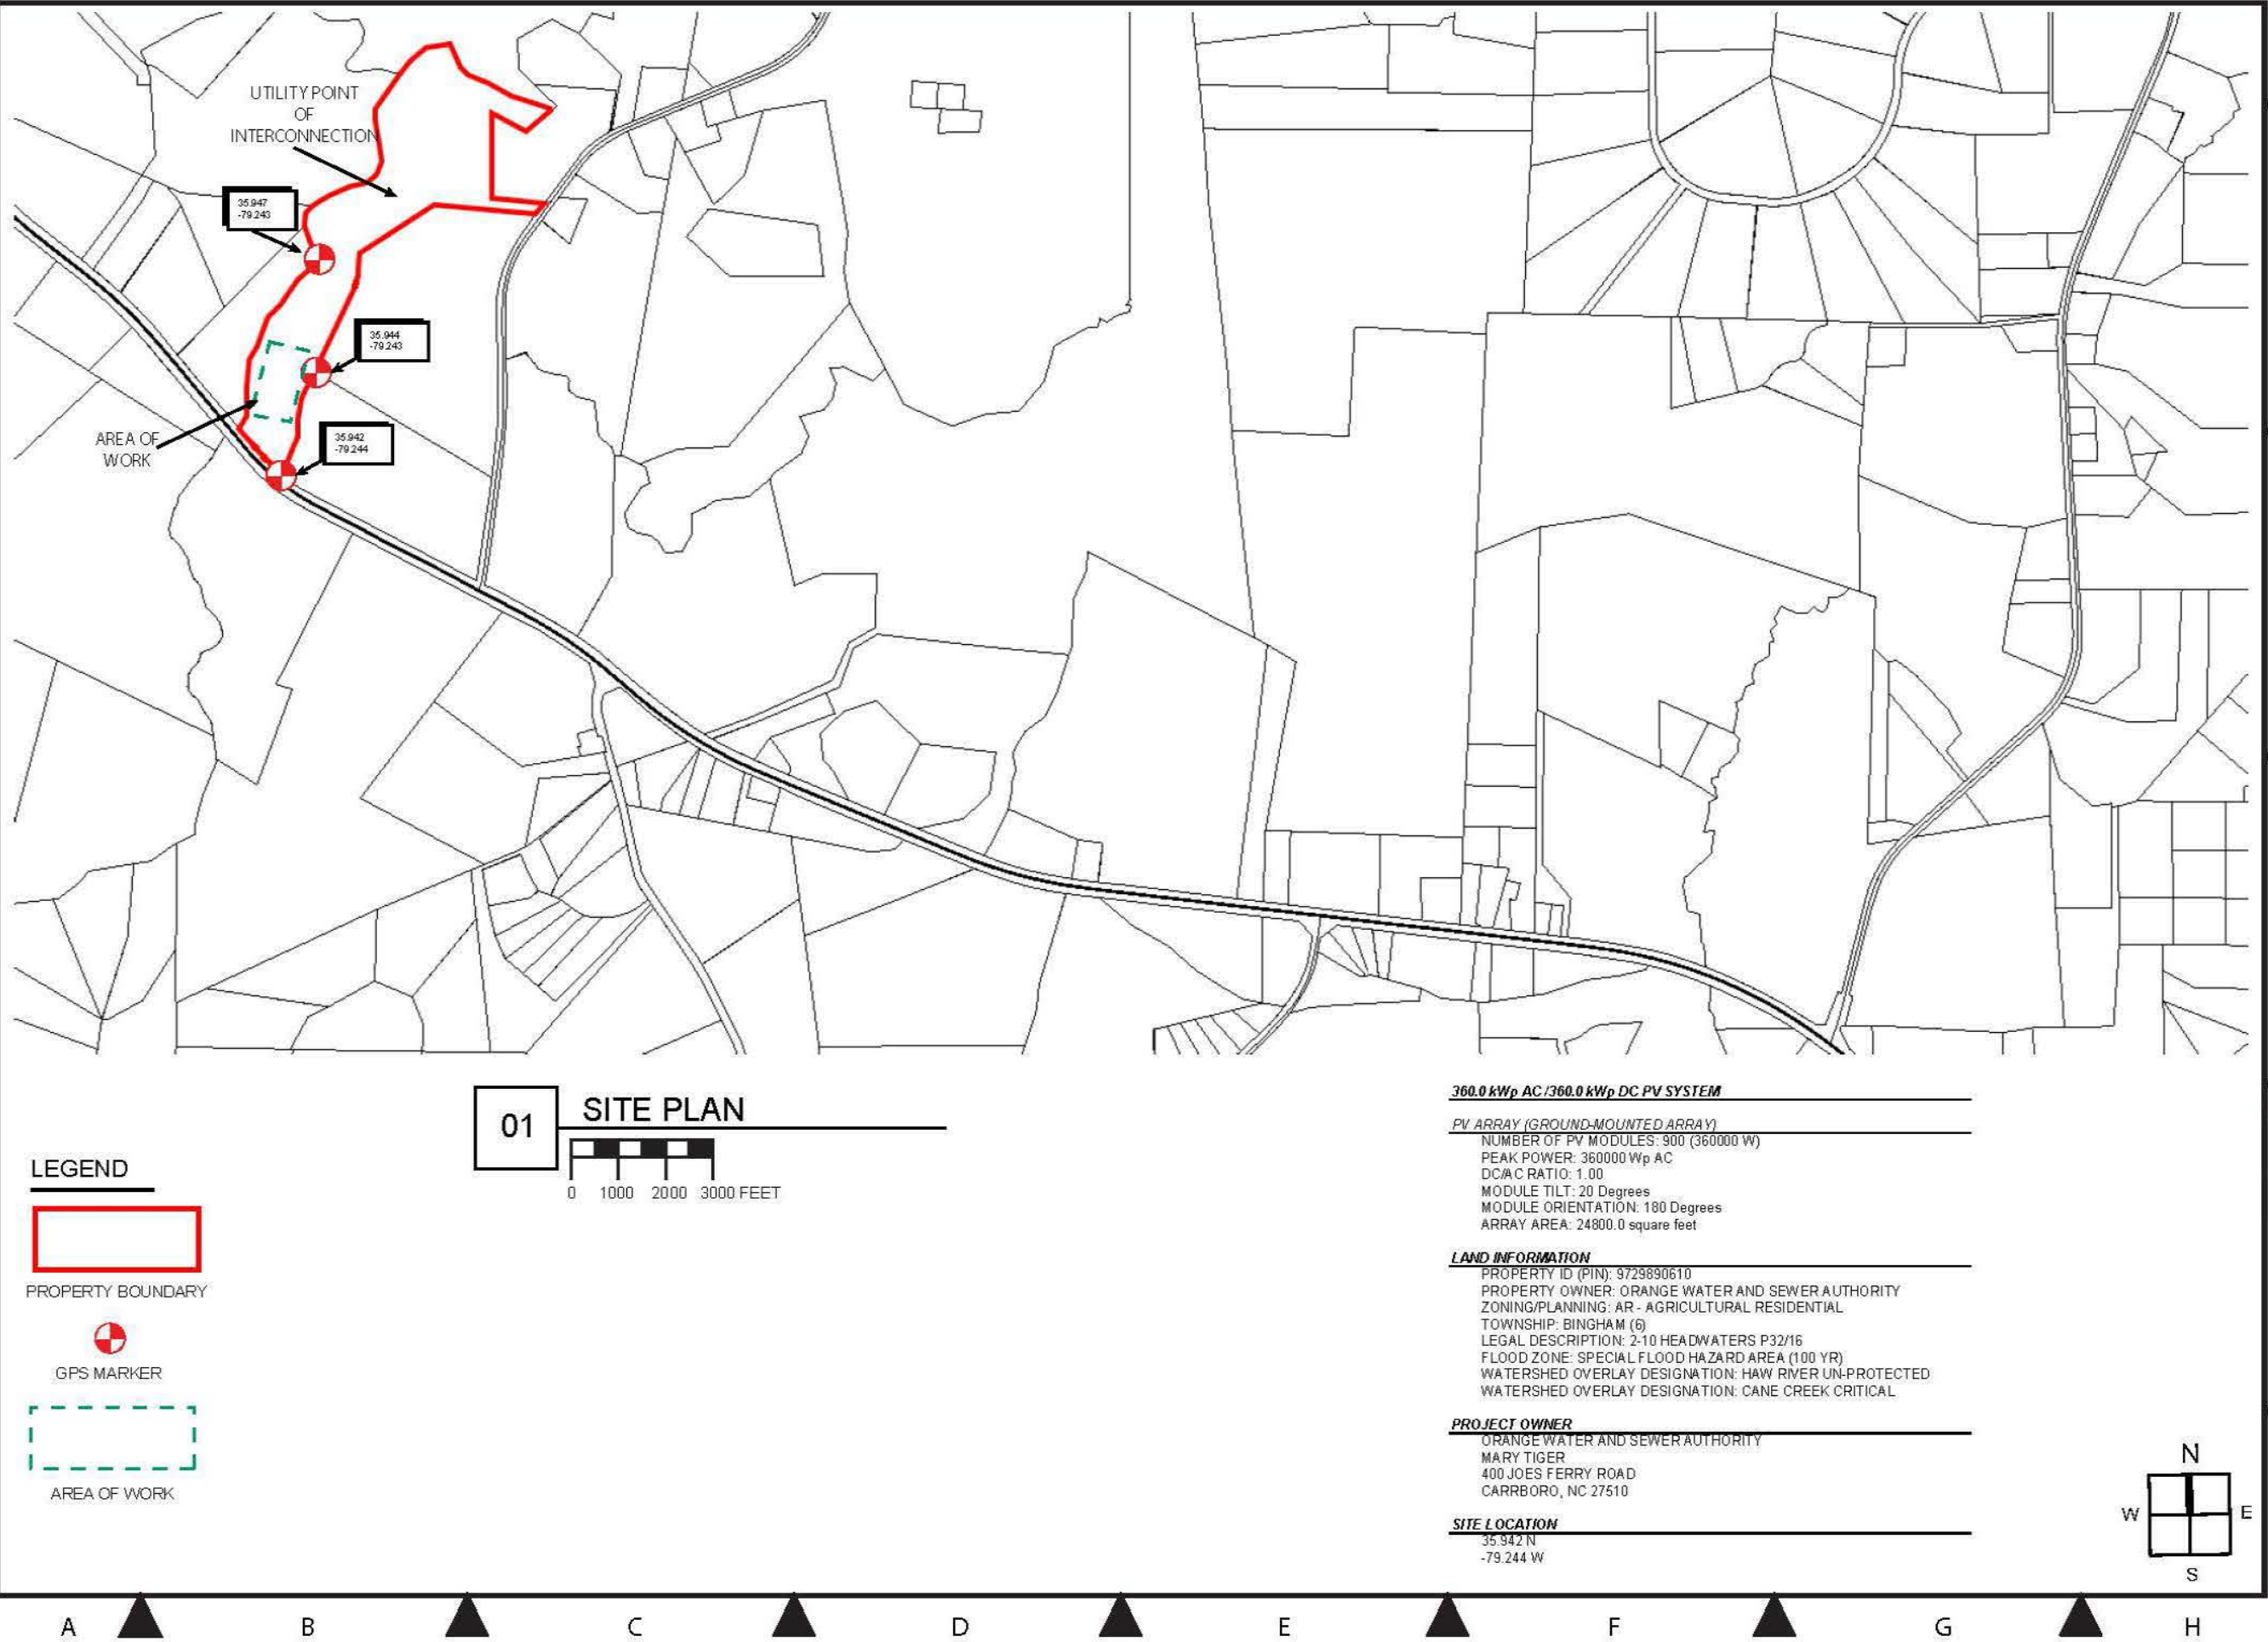 UTILITY POINT
OF
INTERCONNECTION
35.947
-79.243
35.944
-79.243
35.942
-79.244
AREA OF
WORK
01
SITE PLAN
0 1000 2000 3000 FEET
LEGEND
PROPERTY BOUNDARY
GPS MARKER
AREA OF WORK
360.0 kWp AC /360.0 kWp DC PV SYSTEM
PV ARRAY (GROUND-MOUNTED ARRAY)
NUMBER OF PV MODULES: 900 (360000 W)
PEAK POWER: 360000 Wp AC
DC/AC RATIO: 1.00
MODULE TILT: 20 Degrees
MODULE ORIENTATION: 180 Degrees
ARRAY AREA: 24800.0 square feet
LAND INFORMATION
PROPERTY ID (PIN): 9729890610
PROPERTY OWNER: ORANGE WATER AND SEWER AUTHORITY
ZONING/PLANNING: AR - AGRICULTURAL RESIDENTIAL
TOWNSHIP: BINGHAM (6)
LEGAL DESCRIPTION: 2-10 HEADWATERS P32/16
FLOOD ZONE: SPECIAL FLOOD HAZARD AREA (100 YR)
WATERSHED OVERLAY DESIGNATION: HAW RIVER UN-PROTECTED
WATERSHED OVERLAY DESIGNATION: CANE CREEK CRITICAL
PROJECT OWNER
ORANGE WATER AND SEWER AUTHORITY
MARY TIGER
400 JOES FERRY ROAD
CARRBORO, NC 27510
SITE LOCATION
35.942 N
-79.244 W
N
W E
S
A B C D E F G H